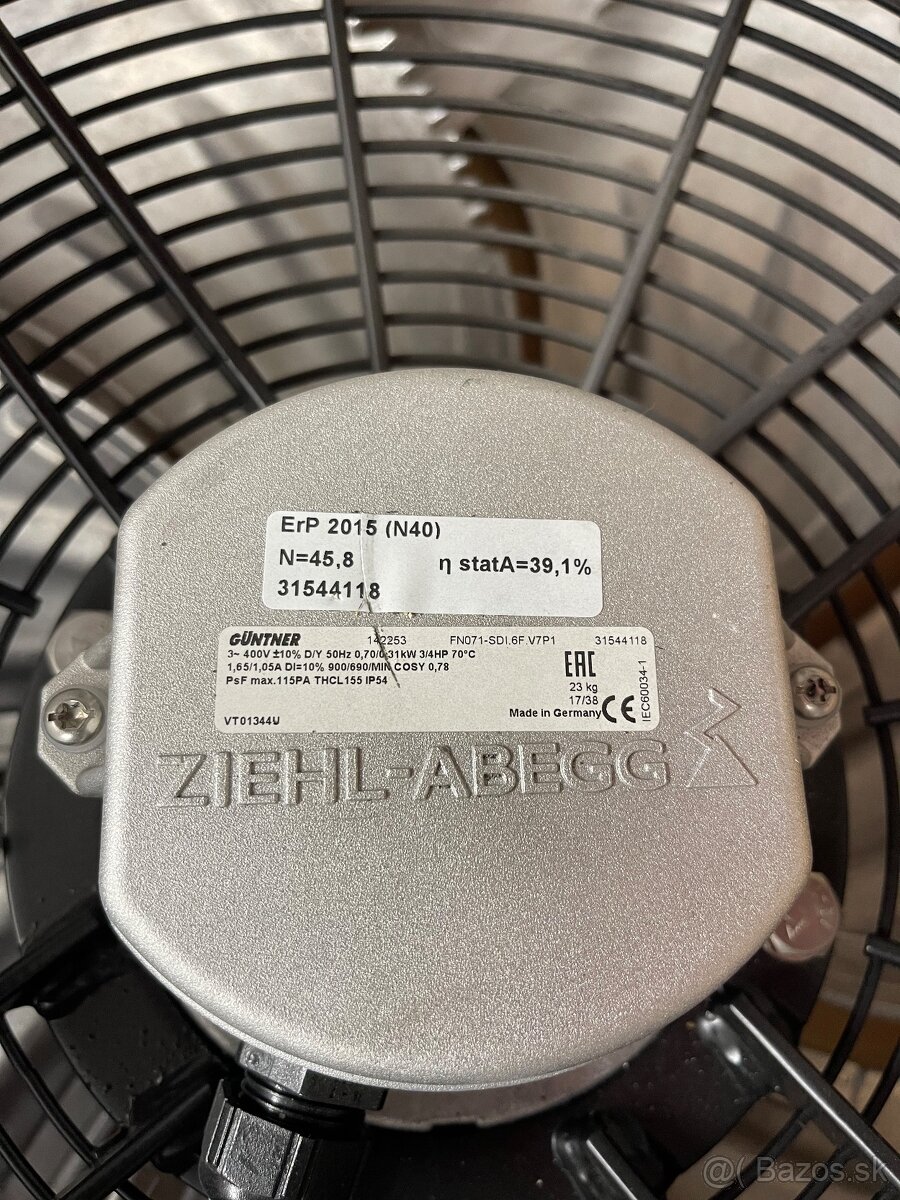 ErP 2015 (N40)
N=45,8 η statA=39,1%
31544118
GÜNTNER 142253 FN071-SDI.6F.V7P1 31544118
3~ 400V ±10% D/Y 50Hz 0,70/0,31kW 3/4HP 70°C
1,65/1,05A DI=10% 900/690/MIN COSY 0,78
PsF max.115PA THCL155 IP54
EAC
23 kg
17/38
VT01344U
Made in Germany CE
IEC60034-1
ZIEHL-ABEGG
@( Bazos.sk